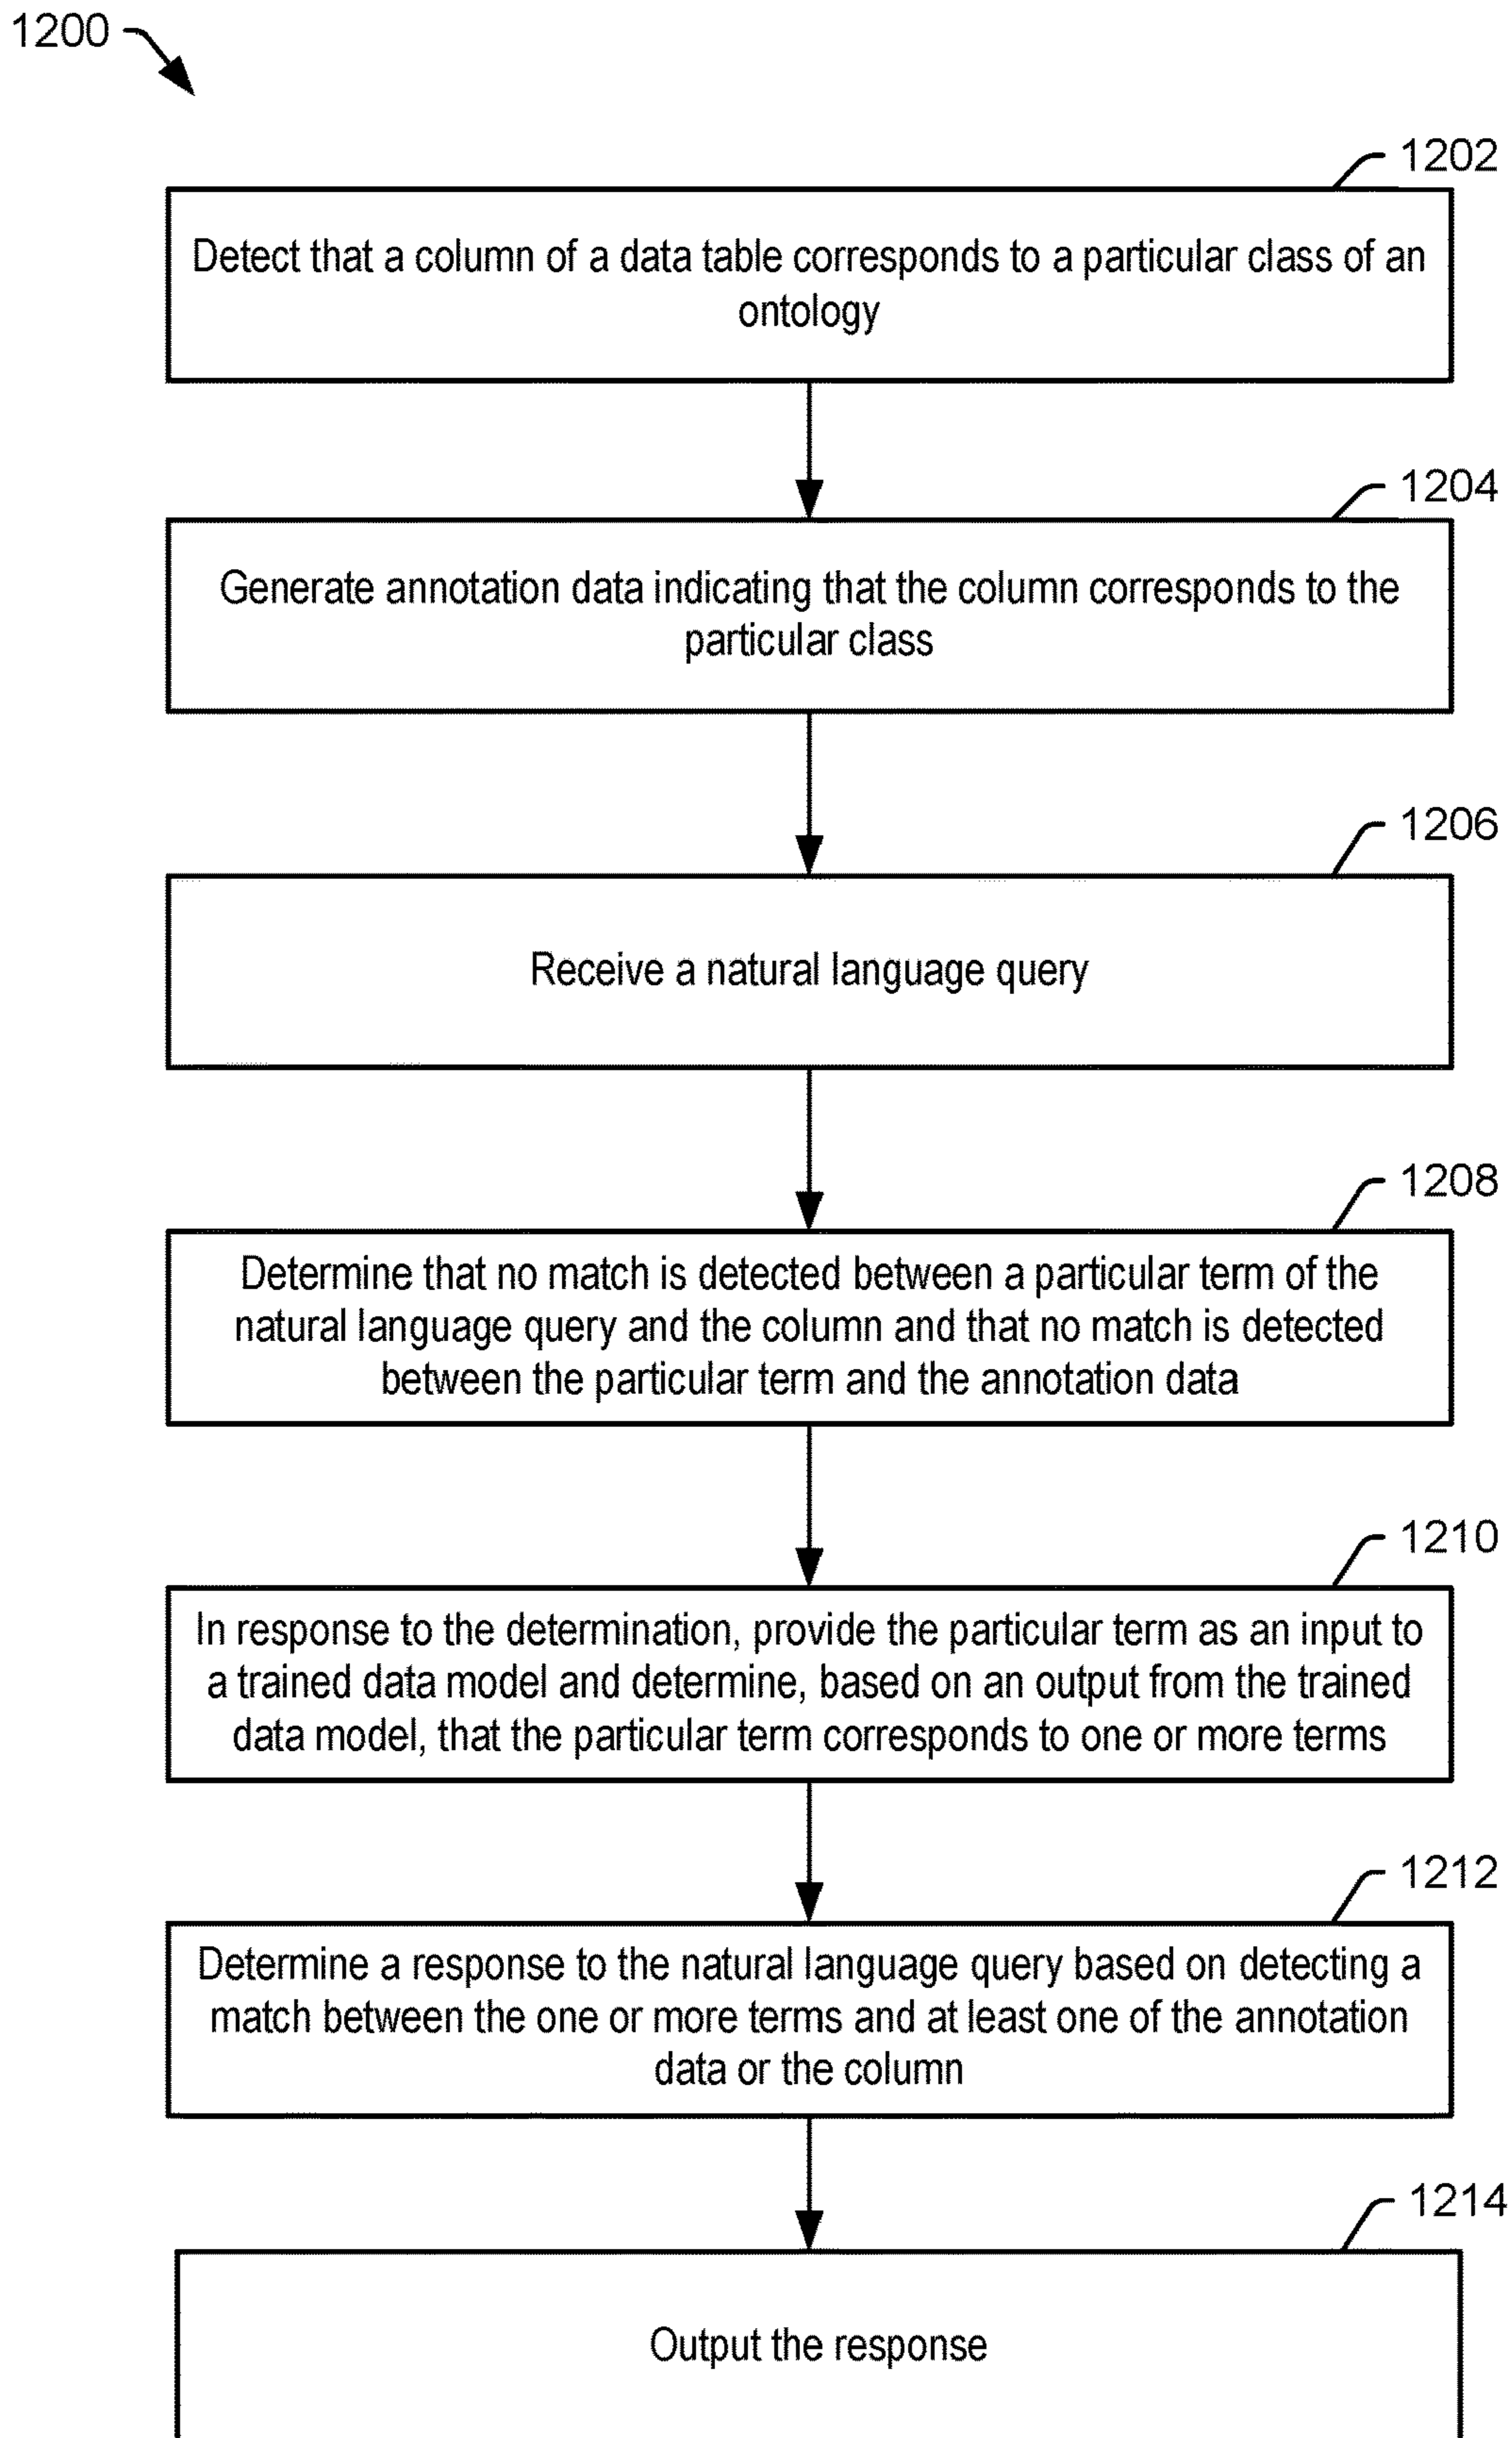 1200
1202
Detect that a column of a data table corresponds to a particular class of an
ontology
1204
Generate annotation data indicating that the column corresponds to the
particular class
1206
Receive a natural language query
1208
Determine that no match is detected between a particular term of the
natural language query and the column and that no match is detected
between the particular term and the annotation data
1210
In response to the determination, provide the particular term as an input to
a trained data model and determine, based on an output from the trained
data model, that the particular term corresponds to one or more terms
1212
Determine a response to the natural language query based on detecting a
match between the one or more terms and at least one of the annotation
data or the column
1214
Output the response